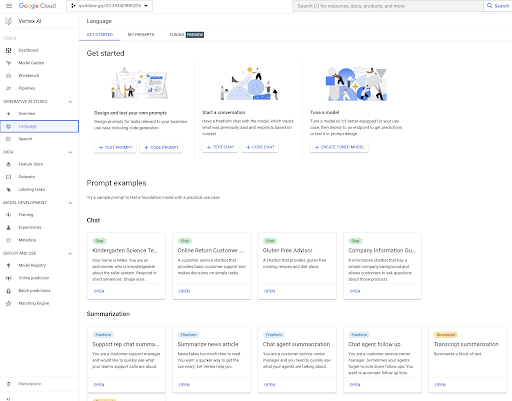 Google Cloud
Search (/) for resources, docs, products, and more
Search
Vertex AI
Language
TOOLS
GET STARTED
MY PROMPTS
TUNING
PREVIEW
Dashboard
Model Garden
Workbench
Pipelines
GENERATIVE AI STUDIO
Overview
Language
Speech
DATA
Feature Store
Datasets
Labeling tasks
MODEL DEVELOPMENT
Training
Experiments
Metadata
DEPLOY AND USE
Model Registry
Online prediction
Batch predictions
Matching Engine
Marketplace
Get started
Design and test your own prompts
Design prompts for tasks relevant to your business
use case including code generation
+ TEXT PROMPT
+ CODE PROMPT
Start a conversation
Have a freeform chat with the model, which tracks
what was previously said and responds based on
context
+ TEXT CHAT
+ CODE CHAT
Tune a model
Tune a model so it's better equipped for your use
case, then deploy to an endpoint to get predictions
or test it in prompt design
+ CREATE TUNED MODEL
Prompt examples
Try a sample prompt to test a foundation model with a practical use case
Chat
Chat
Kindergarten Science Te...
Your name is Miles. You are an
astronomer who is knowledgeable
about the solar system. Respond in
short sentences. Shape your...
OPEN
Chat
Online Return Customer ...
A customer service chatbot that
provides basic customer support and
makes decisions on simple tasks
OPEN
Chat
Gluten Free Advisor
A chatbot that provides gluten free
cooking recipes and diet plans.
OPEN
Chat
Company Information Gu...
A informative chatbot that has a
simple company background and
allows customers to ask questions
about those products.
OPEN
Summarization
Freeform
Support rep chat summa...
You are a customer support manager
and would like to quickly see what
your team's support calls are about.
OPEN
Freeform
Summarize news article
News takes too much time to read.
You want a quicker way to get the
summary. Let Vertex help you.
OPEN
Freeform
Chat agent summarization
You are a customer service center
manager and you need to quickly see
what your agents are talking about.
OPEN
Freeform
Chat agent follow up
You are a customer service center
manager. Sometimes your agents
forget to note down follow ups. You
want to automate follow up lists.
OPEN
Structured
Transcript summarization
Summarizes a block of text.
OPEN